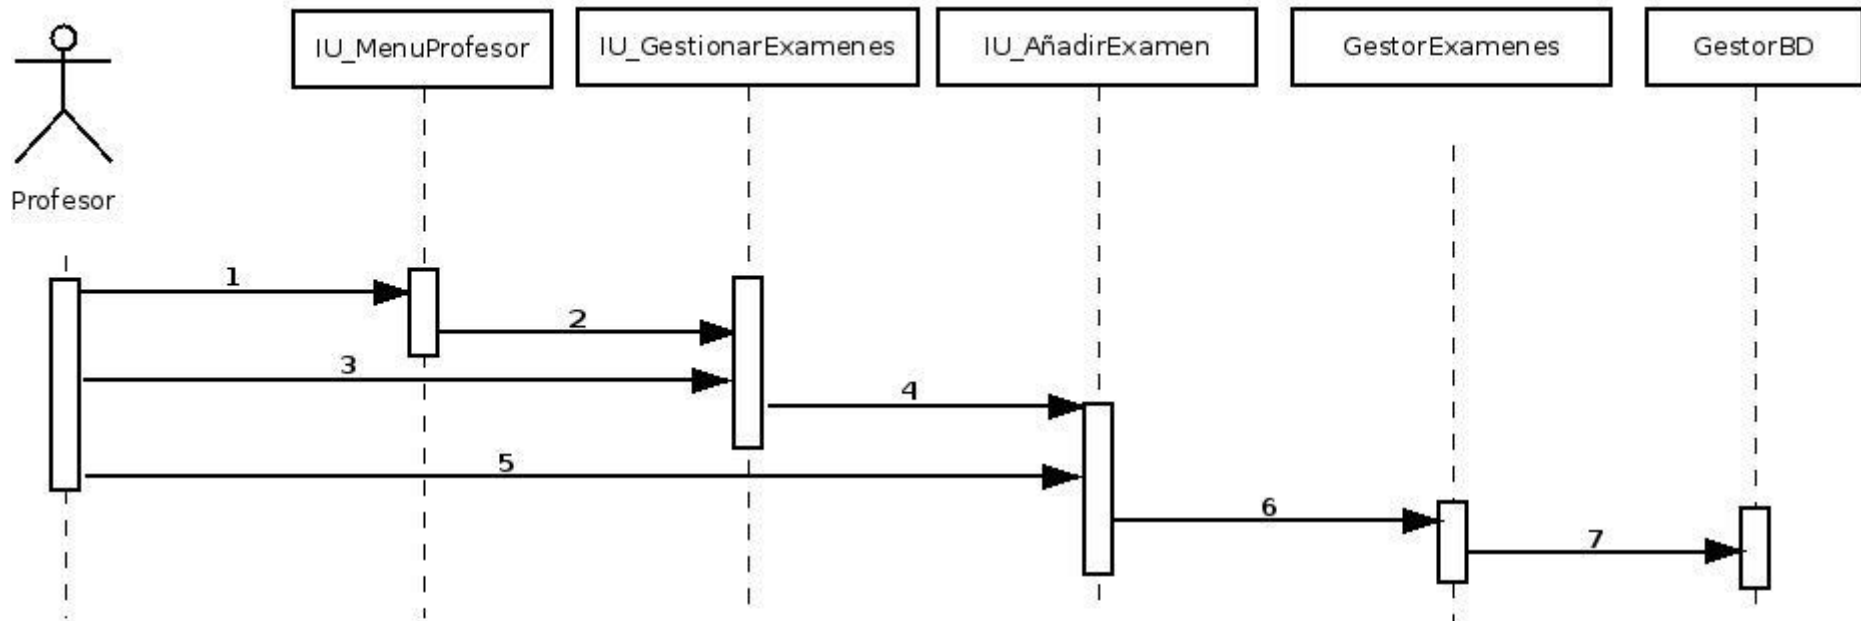 IU_MenuProfesor
IU_GestionarExamenes
IU_AñadirExamen
GestorExamenes
GestorBD
Profesor
1
2
3
4
5
6
7